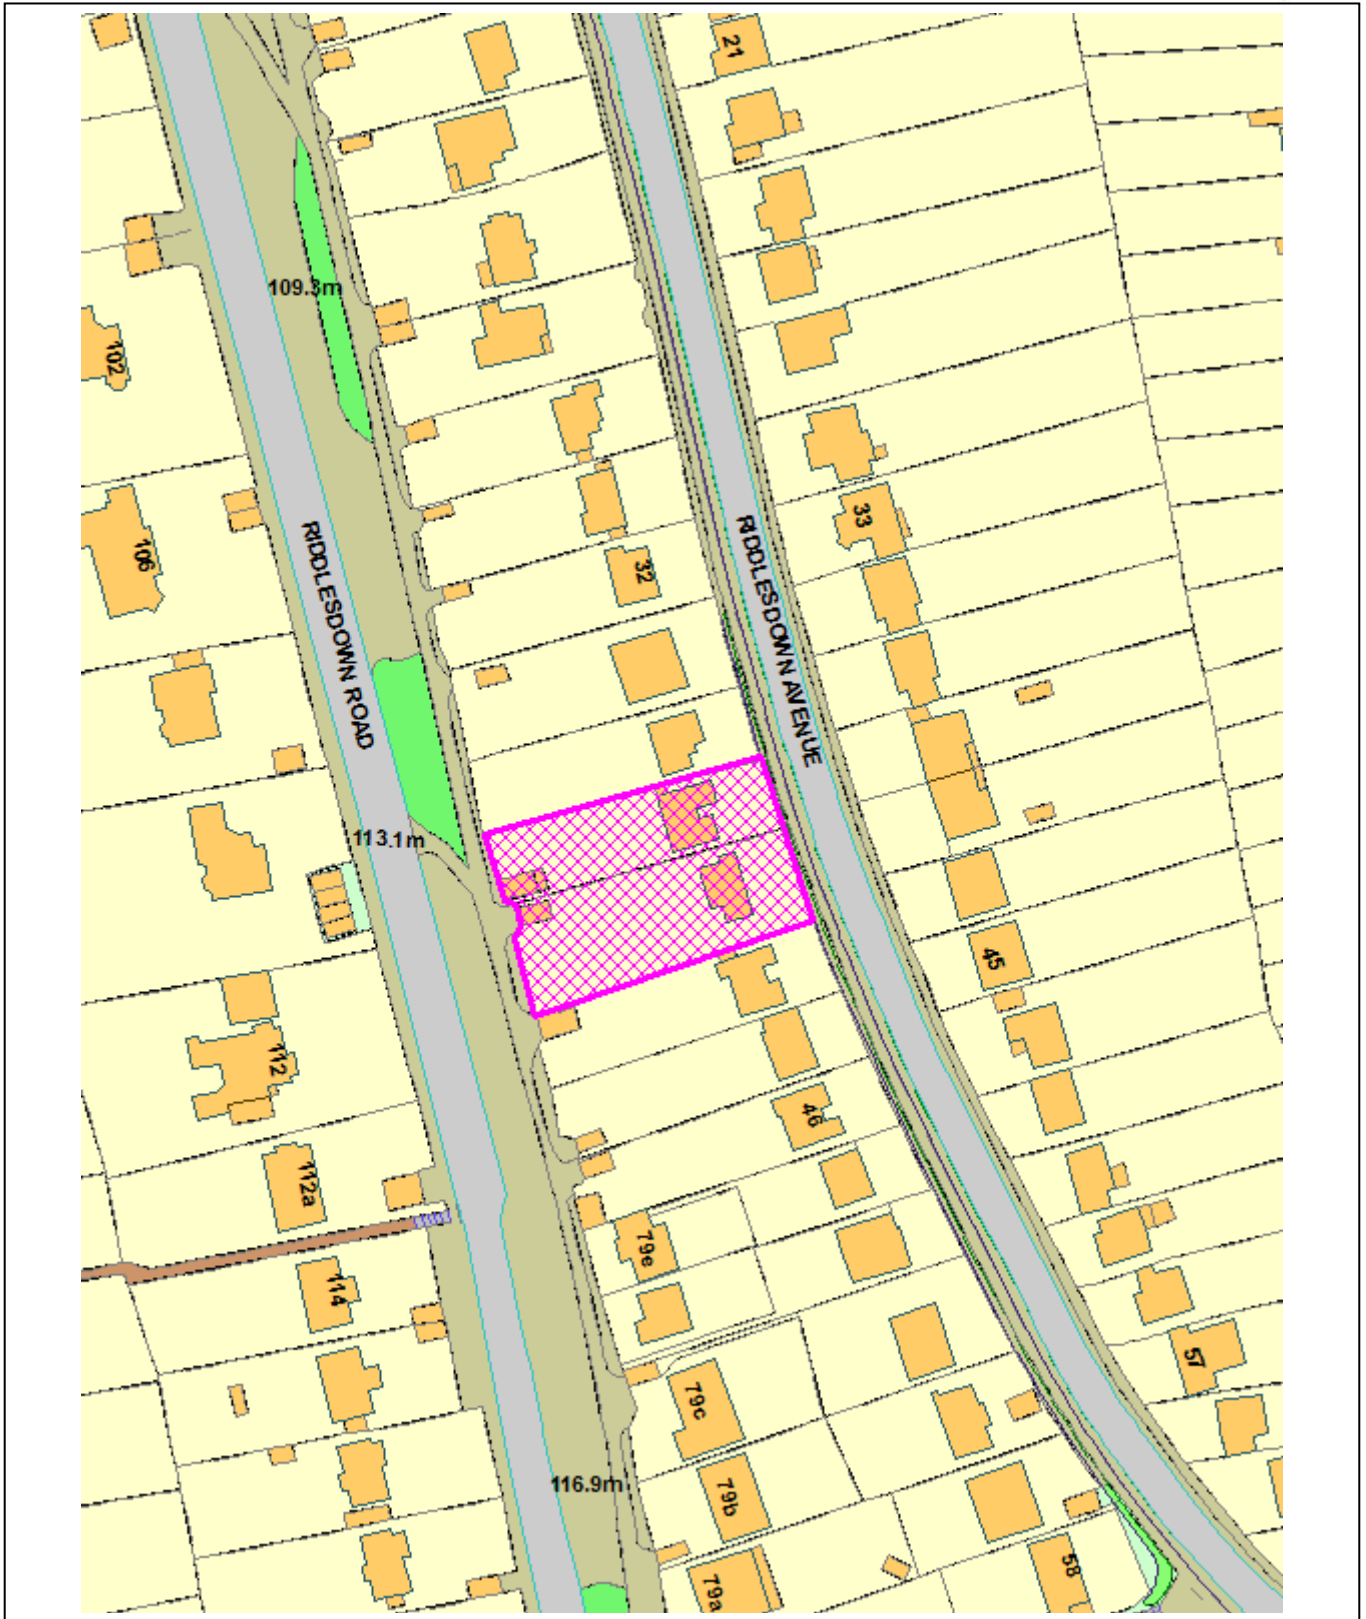 21
109.3m
102
33
106
32
RIDDLESDOWN ROAD
RIDDLESDOWN AVENUE
113.1m
45
112
46
112a
79e
114
57
79c
116.9m
79b
58
79a